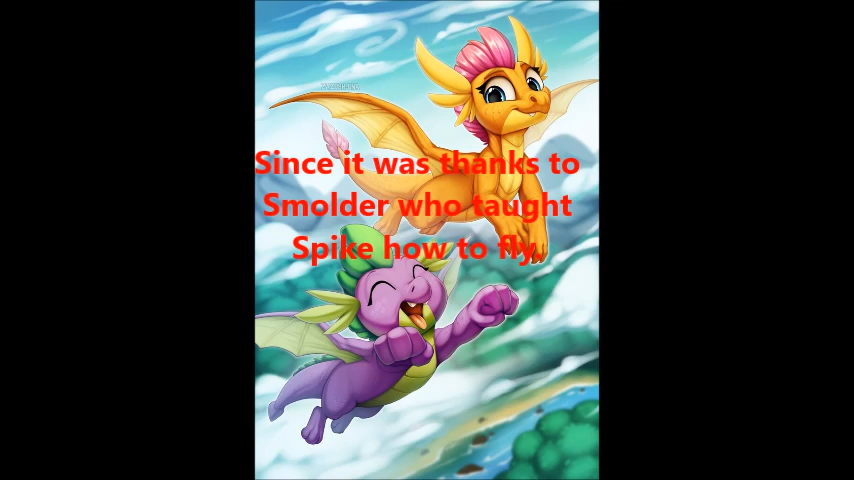 Since it was thanks to
Smolder who taught
Spike how to fly